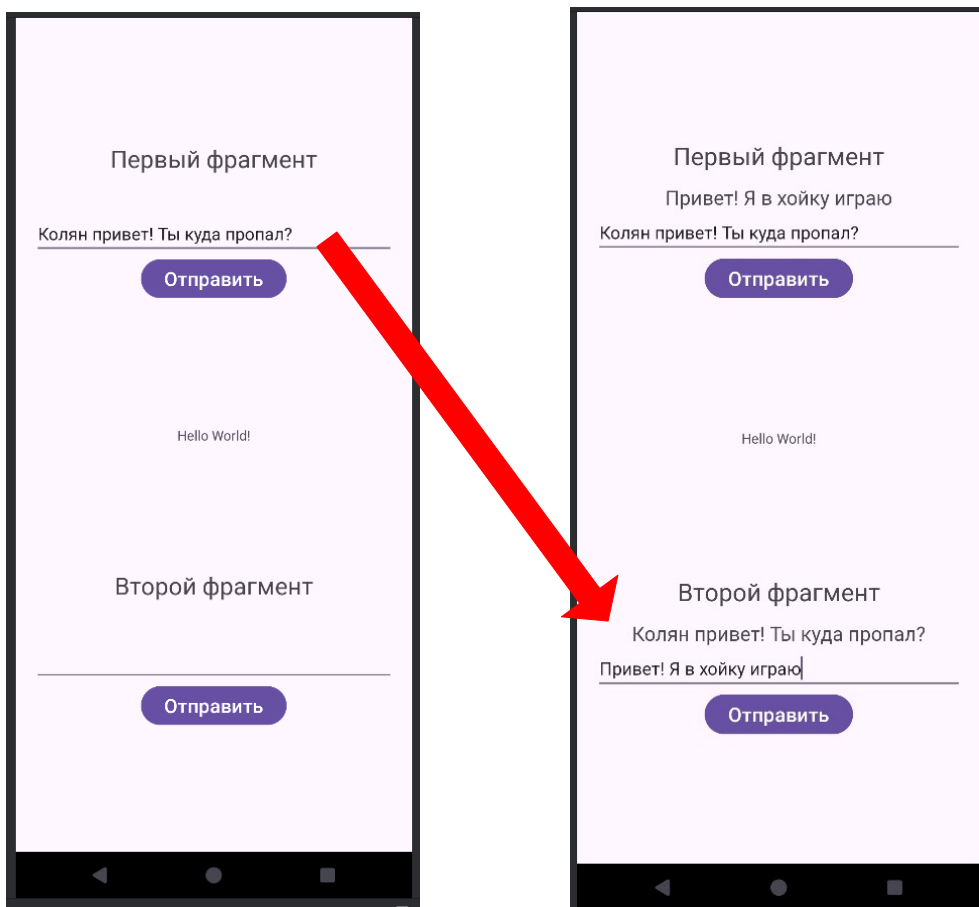 Первый фрагмент
Колян привет! Ты куда пропал?
Отправить
Hello World!
Второй фрагмент
Отправить
Первый фрагмент
Привет! Я в хойку играю
Колян привет! Ты куда пропал?
Отправить
Hello World!
Второй фрагмент
Колян привет! Ты куда пропал?
Привет! Я в хойку играю
Отправить